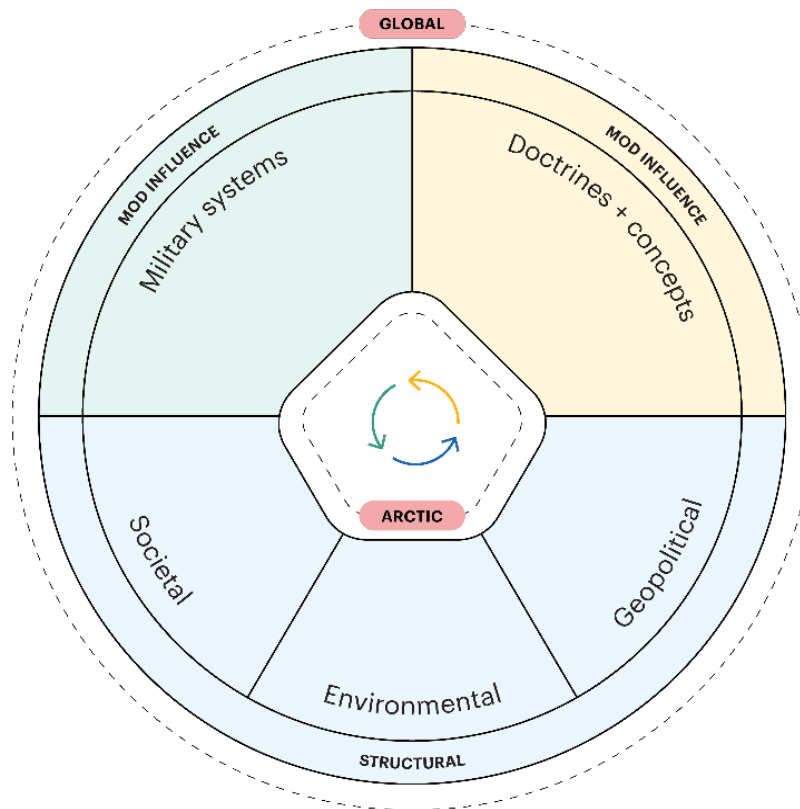 GLOBAL
MOD INFLUENCE
MOD INFLUENCE
Military systems
Doctrines + concepts
ARCTIC
Societal
Geopolitical
Environmental
STRUCTURAL